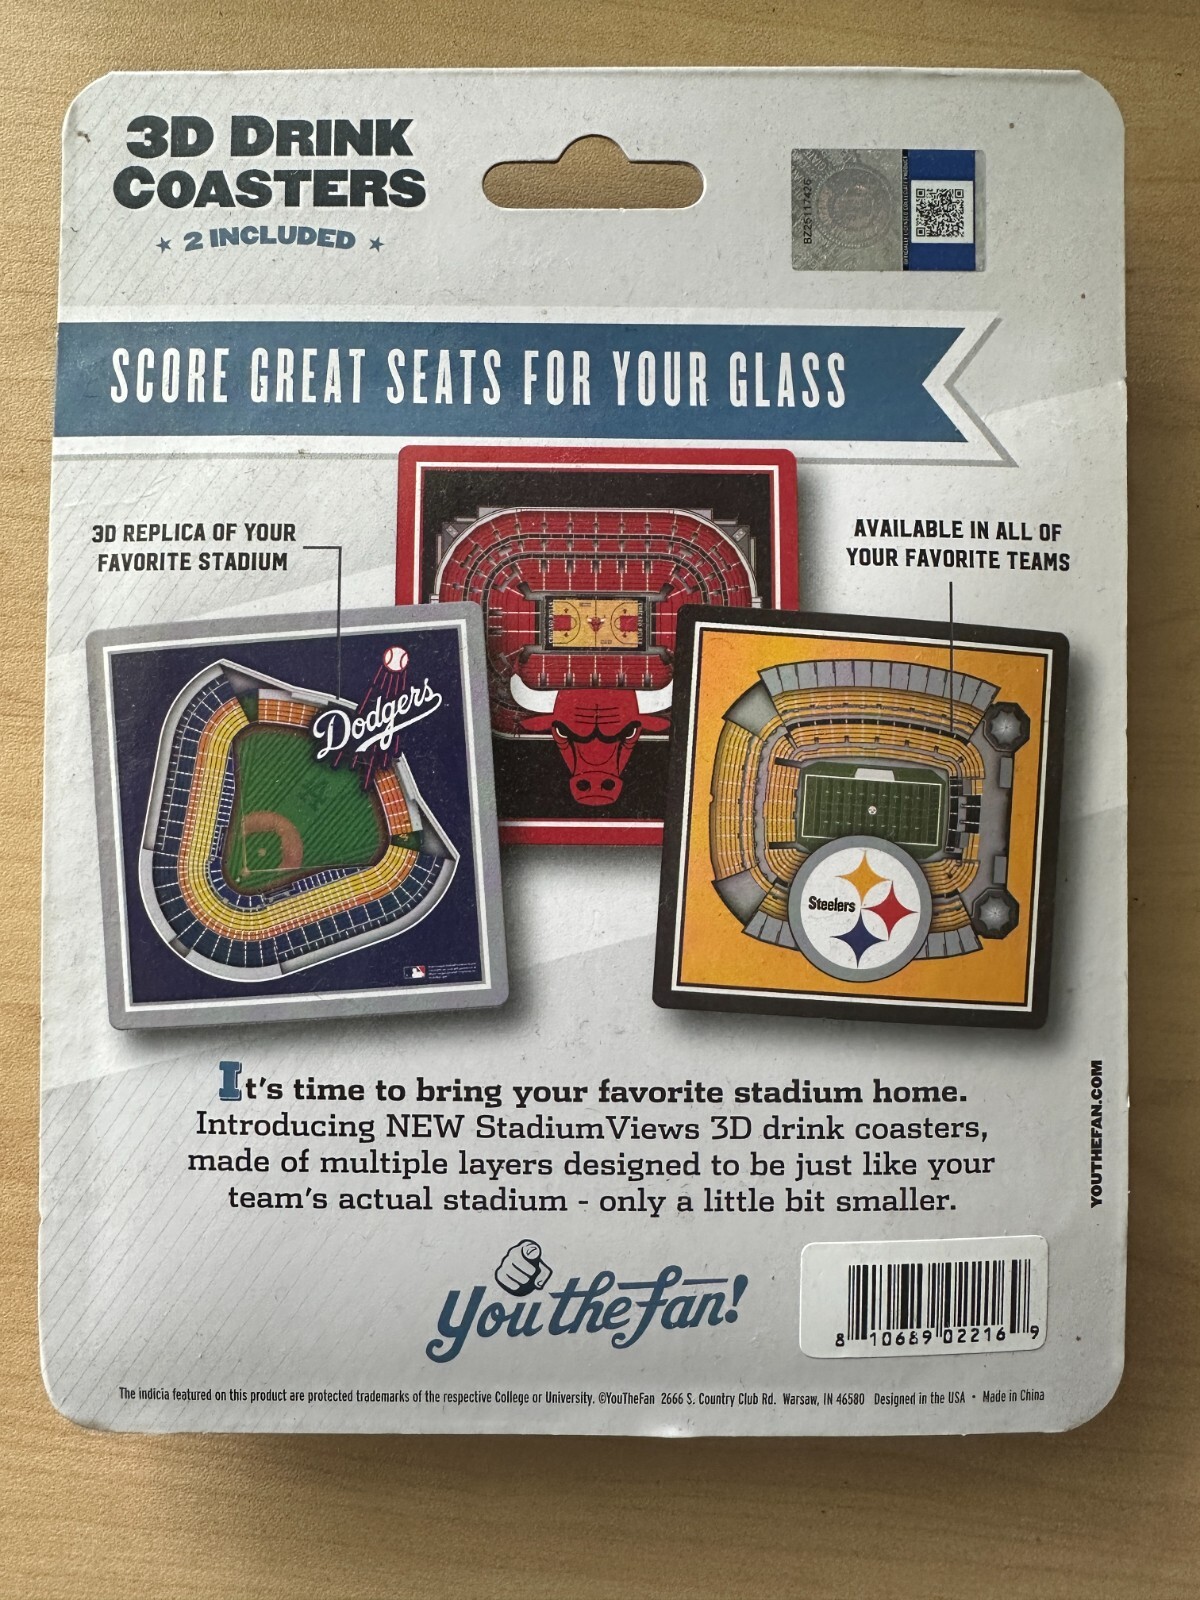 3D DRINK
COASTERS
★ 2 INCLUDED ★
BZ25117426
SCORE GREAT SEATS FOR YOUR GLASS
3D REPLICA OF YOUR
FAVORITE STADIUM
AVAILABLE IN ALL OF
YOUR FAVORITE TEAMS
Dodgers
Steelers
It's time to bring your favorite stadium home.
Introducing NEW StadiumViews 3D drink coasters,
made of multiple layers designed to be just like your
team's actual stadium - only a little bit smaller.
YOUTHEFAN.COM
You the Fan!
8 10689 02216 9
The indicia featured on this product are protected trademarks of the respective College or University. ©YouTheFan 2666 S. Country Club Rd. Warsaw, IN 46580 Designed in the USA • Made in China